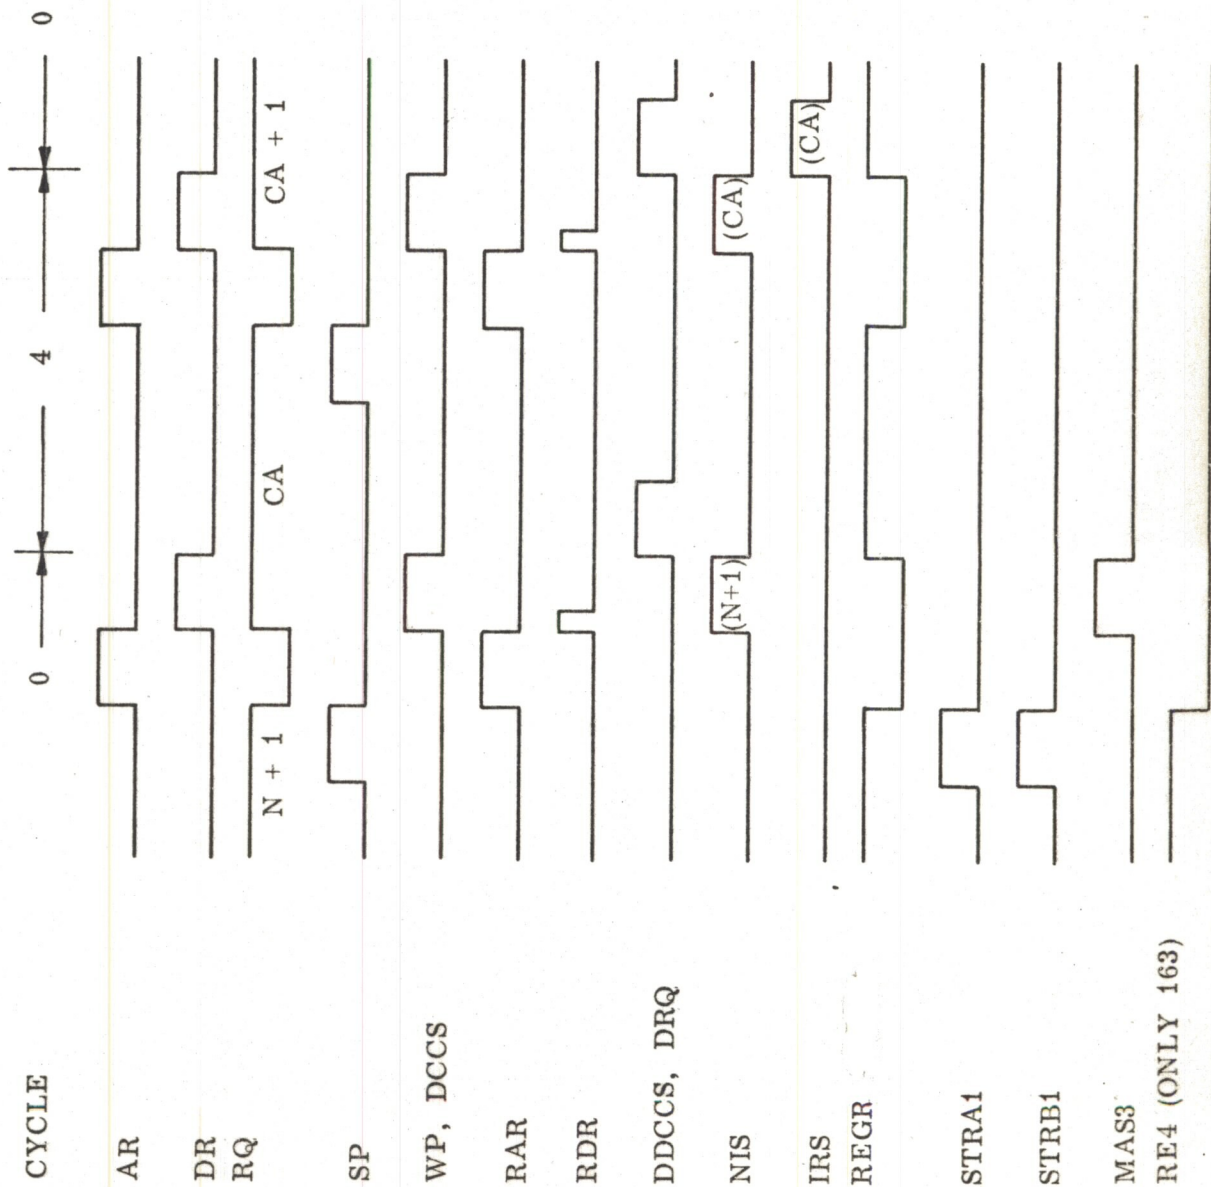 CYCLE 0 4 0
AR
DR
RQ N + 1 CA CA + 1
SP
WP, DCCS
RAR
RDR
DDCCS, DRQ
NIS (N+1) (CA)
IRS (CA)
REGR
STRA1
STRB1
MAS3
RE4 (ONLY 163)